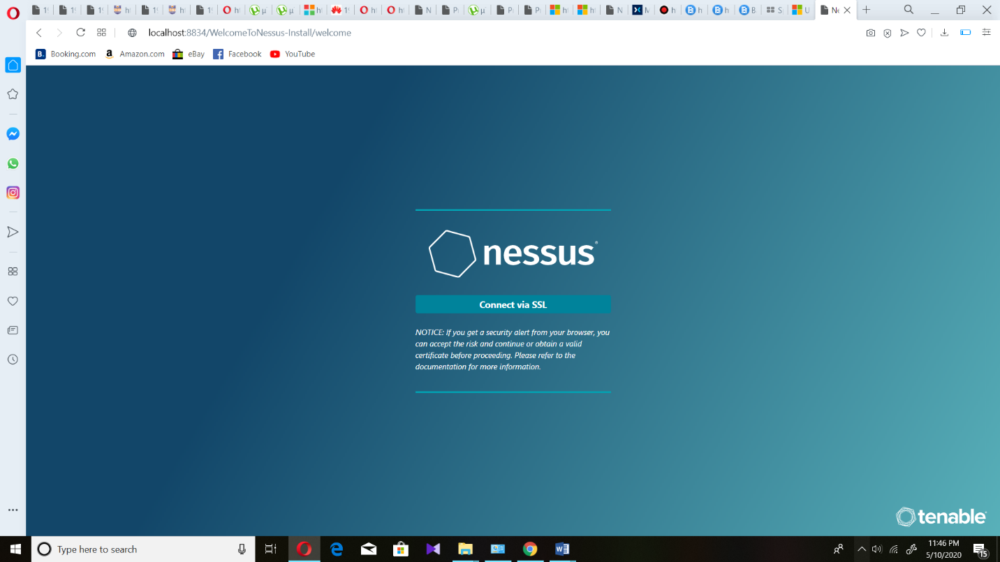 localhost:8834/WelcomeToNessus-Install/welcome
B. Booking.com Amazon.com eBay Facebook YouTube
nessus®
Connect via SSL
NOTICE: If you get a security alert from your browser, you
can accept the risk and continue or obtain a valid
certificate before proceeding. Please refer to the
documentation for more information.
tenable®
Type here to search
11:46 PM
5/10/2020
15